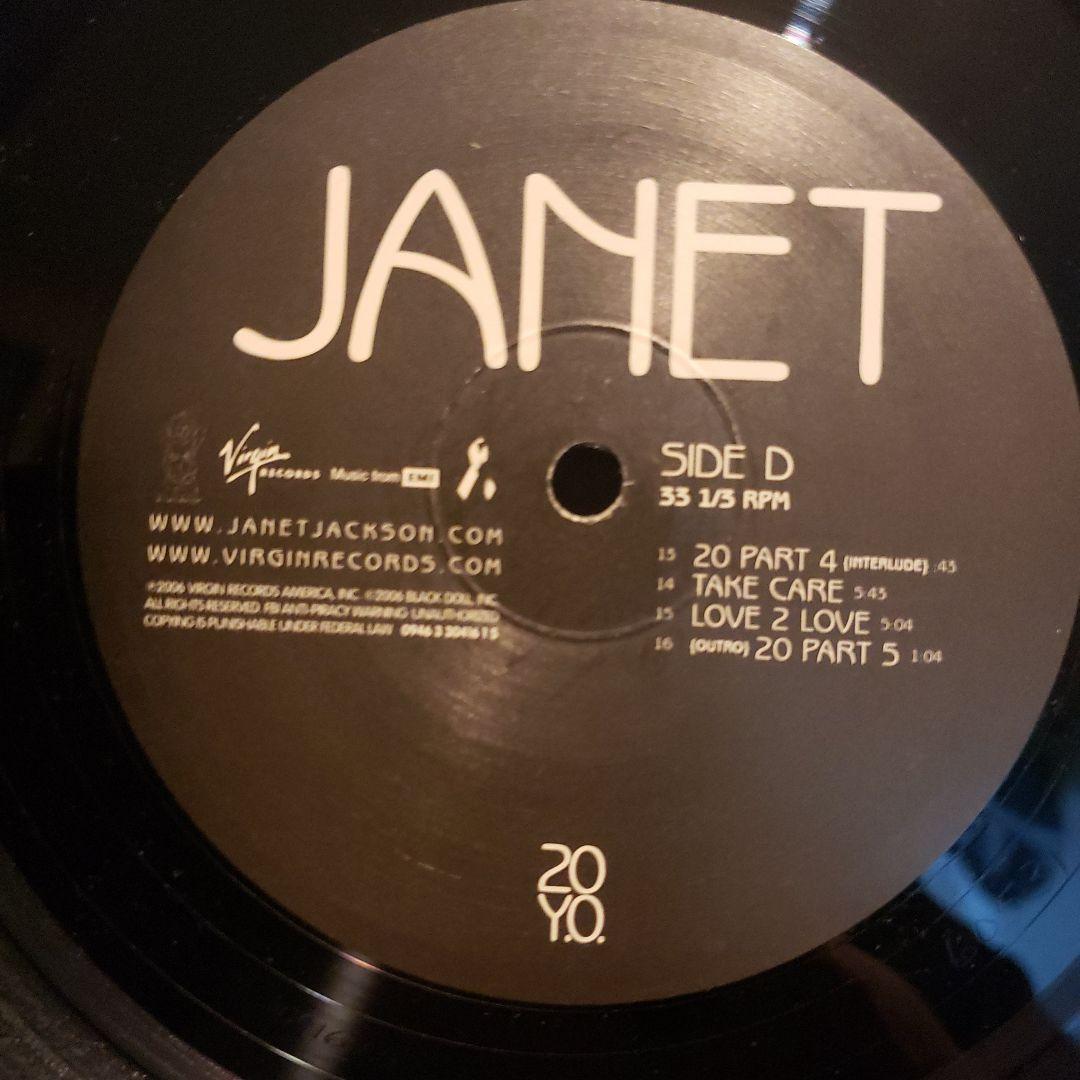 JANET
Virgin RECORDS Music from EMI
WWW.JANETJACKSON.COM
WWW.VIRGINRECORDS.COM
℗2006 VIRGIN RECORDS AMERICA, INC. ©2006 BLACK DOLL, INC.
ALL RIGHTS RESERVED. FBI ANTI-PIRACY WARNING: UNAUTHORIZED
COPYING IS PUNISHABLE UNDER FEDERAL LAW
SIDE D
33 1/3 RPM
20 PART 4 (INTERLUDE) :45
14 TAKE CARE 5:45
15 LOVE 2 LOVE 5:04
16 (OUTRO) 20 PART 5 1:04
20
Y.O.